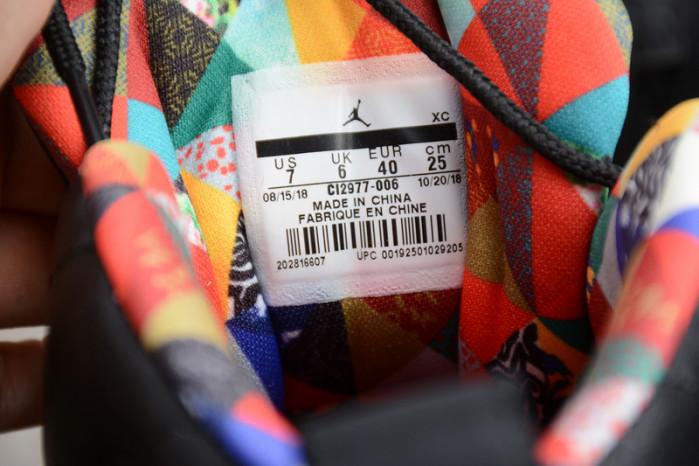 XC
US UK EUR cm
7 6 40 25
CI2977-006
08/15/18 10/20/18
MADE IN CHINA
FABRIQUE EN CHINE
202816607 UPC 00192501029205